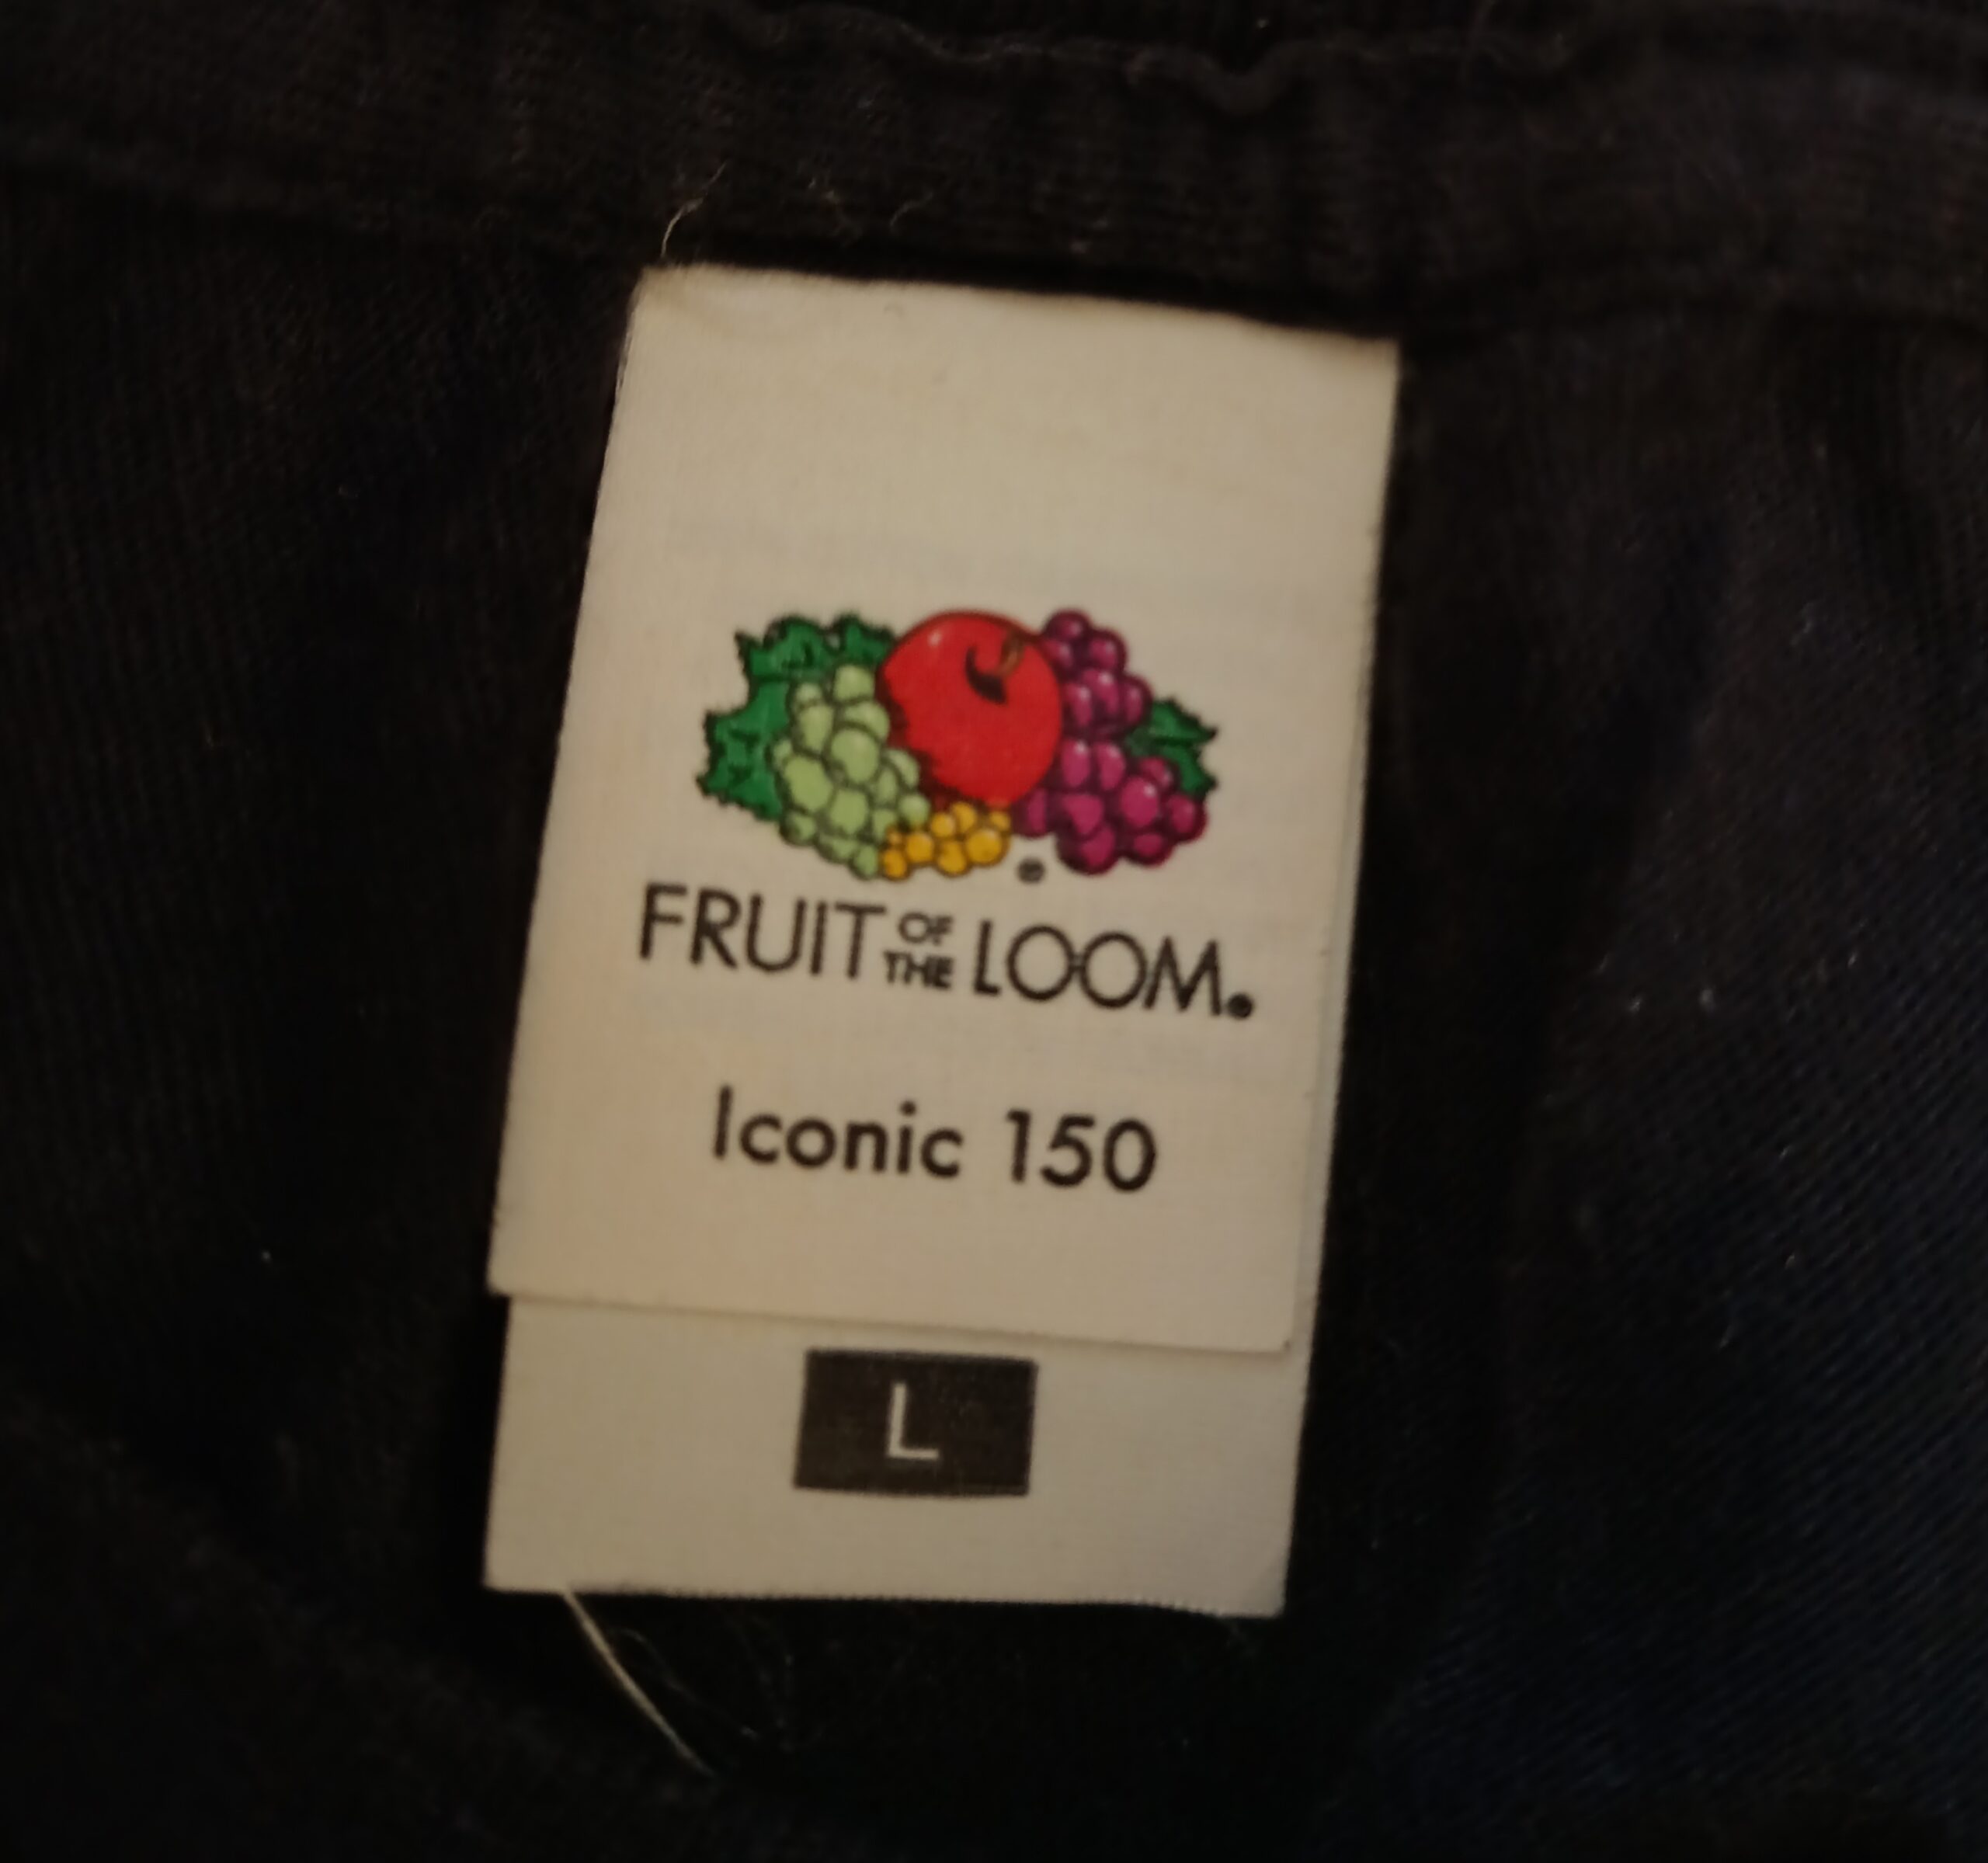 FRUIT OF THE LOOM®
Iconic 150
L